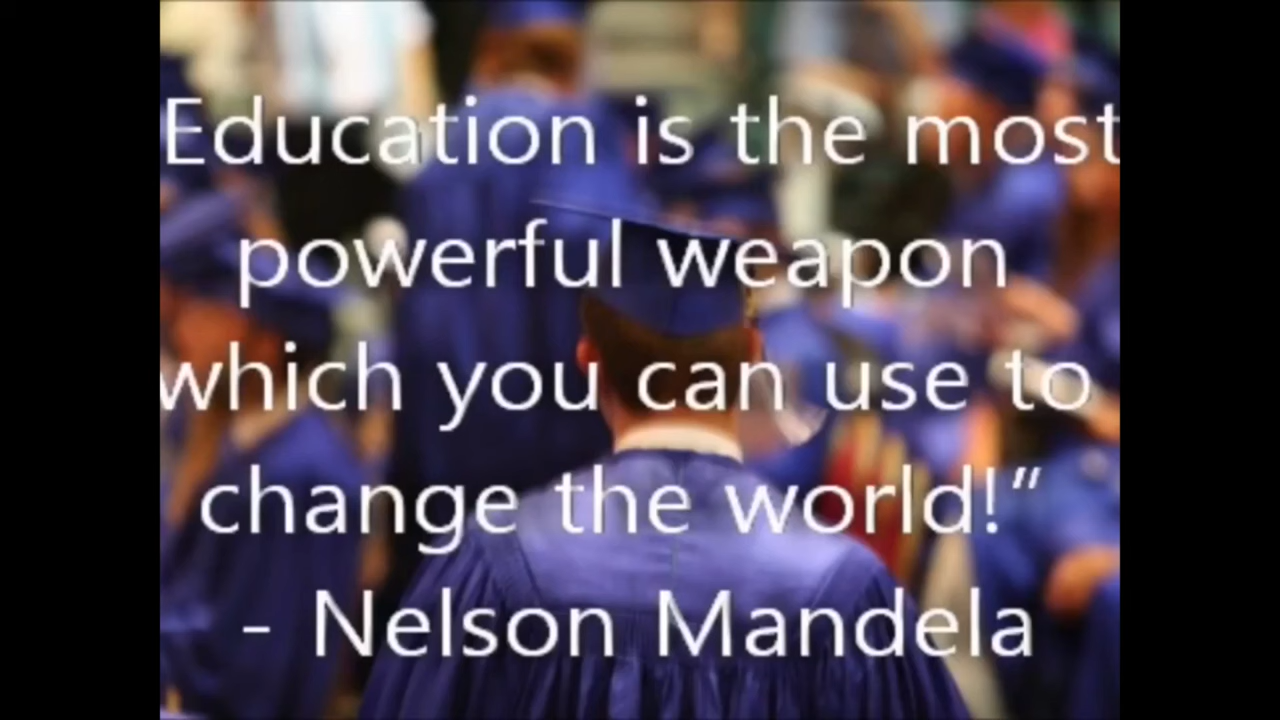 Education is the most
powerful weapon
which you can use to
change the world!”
- Nelson Mandela